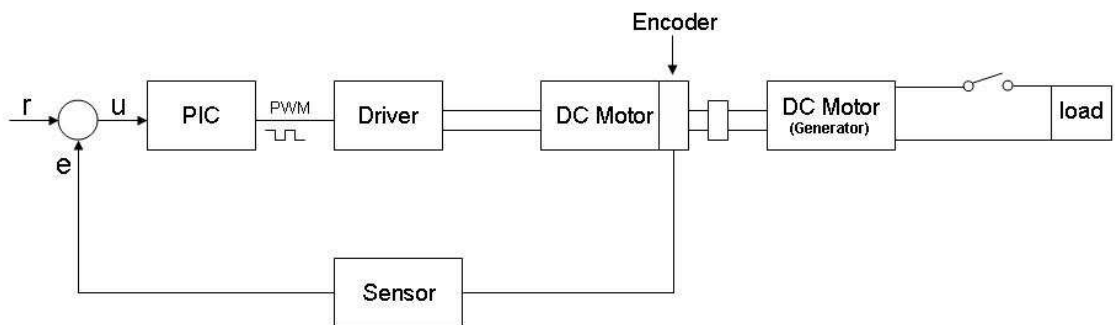 Encoder
r
u
PIC
PWM
Driver
DC Motor
DC Motor
(Generator)
load
e
Sensor